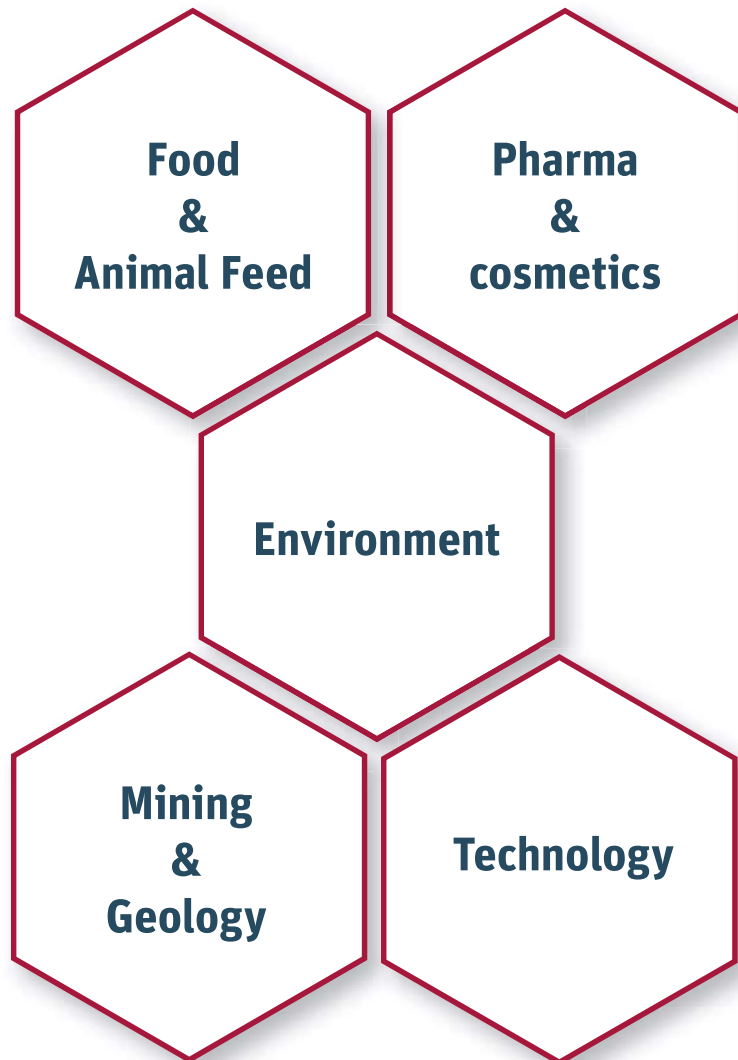 Food
&
Animal Feed
Pharma
&
cosmetics
Environment
Mining
&
Geology
Technology